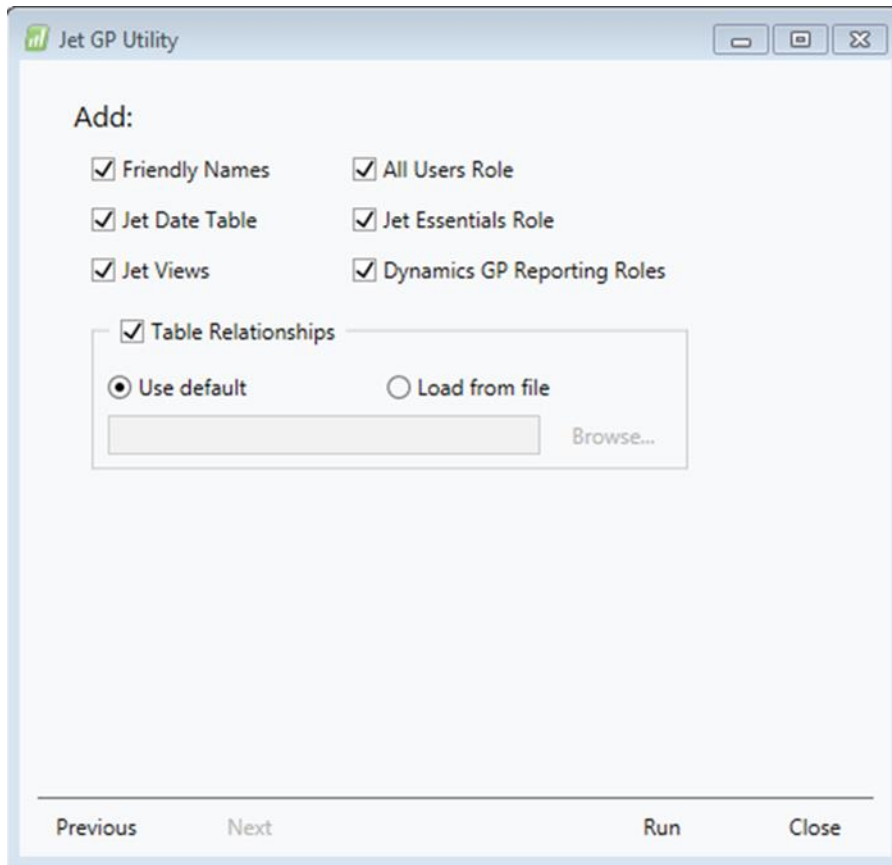 Jet GP Utility
Add:
Friendly Names All Users Role
Jet Date Table Jet Essentials Role
Jet Views Dynamics GP Reporting Roles
Table Relationships
Use default Load from file
Browse...
Previous Next Run Close